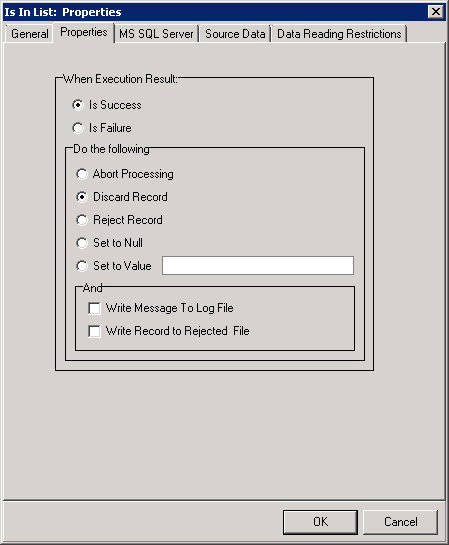 Is In List: Properties
General Properties MS SQL Server Source Data Data Reading Restrictions
When Execution Result:
Is Success
Is Failure
Do the following
Abort Processing
Discard Record
Reject Record
Set to Null
Set to Value
And
Write Message To Log File
Write Record to Rejected File
OK Cancel